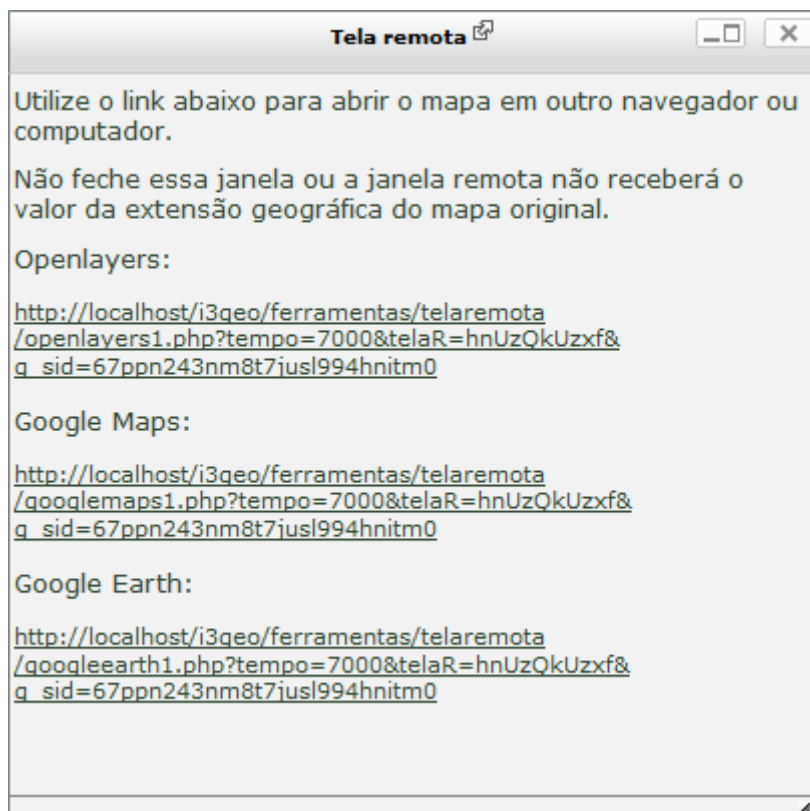 Tela remota
Utilize o link abaixo para abrir o mapa em outro navegador ou
computador.
Não feche essa janela ou a janela remota não receberá o
valor da extensão geográfica do mapa original.
Openlayers:
http://localhost/i3geo/ferramentas/telaremota
/openlayers1.php?tempo=7000&telaR=hnUzQkUzxf&
g_sid=67ppn243nm8t7jusl994hnitm0
Google Maps:
http://localhost/i3geo/ferramentas/telaremota
/googlemaps1.php?tempo=7000&telaR=hnUzQkUzxf&
g_sid=67ppn243nm8t7jusl994hnitm0
Google Earth:
http://localhost/i3geo/ferramentas/telaremota
/googleearth1.php?tempo=7000&telaR=hnUzQkUzxf&
g_sid=67ppn243nm8t7jusl994hnitm0